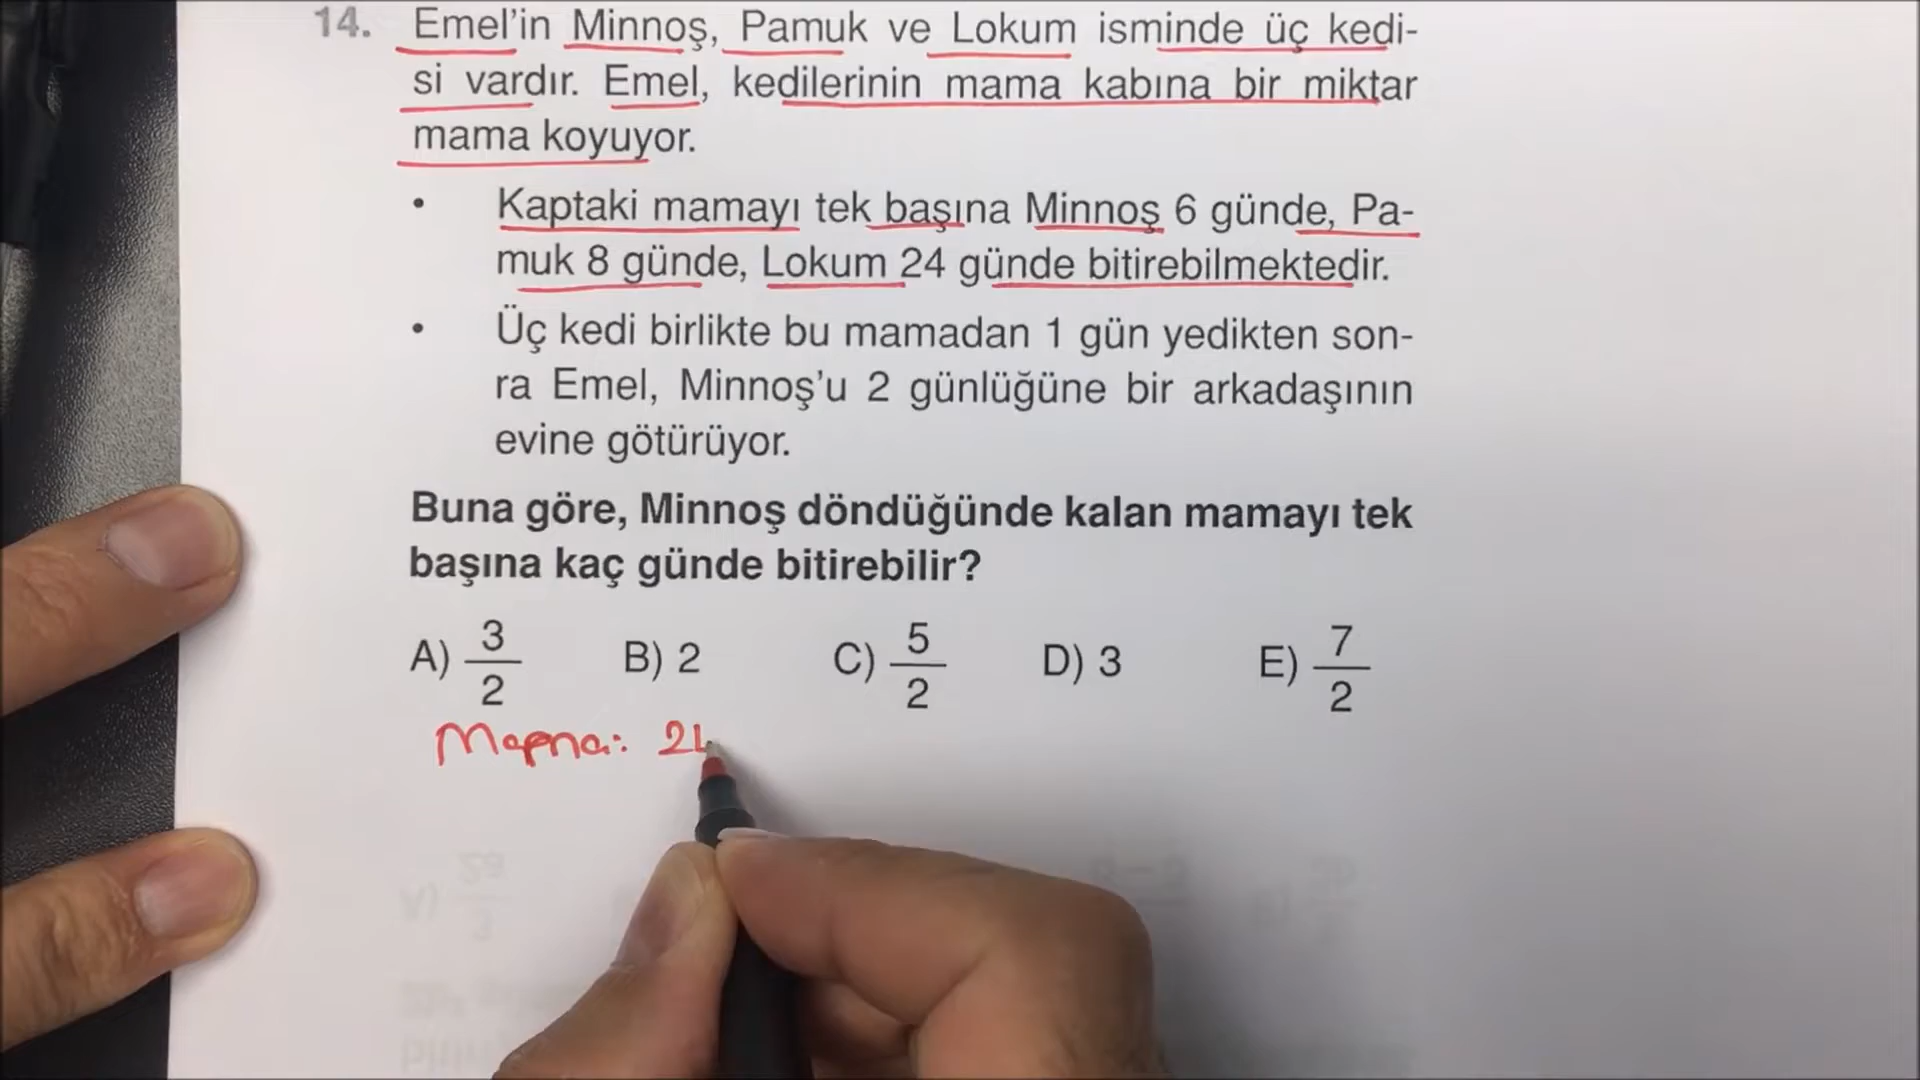 14. Emel’in Minnoş, Pamuk ve Lokum isminde üç kedi-
si vardır. Emel, kedilerinin mama kabına bir miktar
mama koyuyor.
• Kaptaki mamayı tek başına Minnoş 6 günde, Pa-
muk 8 günde, Lokum 24 günde bitirebilmektedir.
• Üç kedi birlikte bu mamadan 1 gün yedikten son-
ra Emel, Minnoş’u 2 günlüğüne bir arkadaşının
evine götürüyor.
Buna göre, Minnoş döndüğünde kalan mamayı tek
başına kaç günde bitirebilir?
A) 3/2 B) 2 C) 5/2 D) 3 E) 7/2
Mama: 24